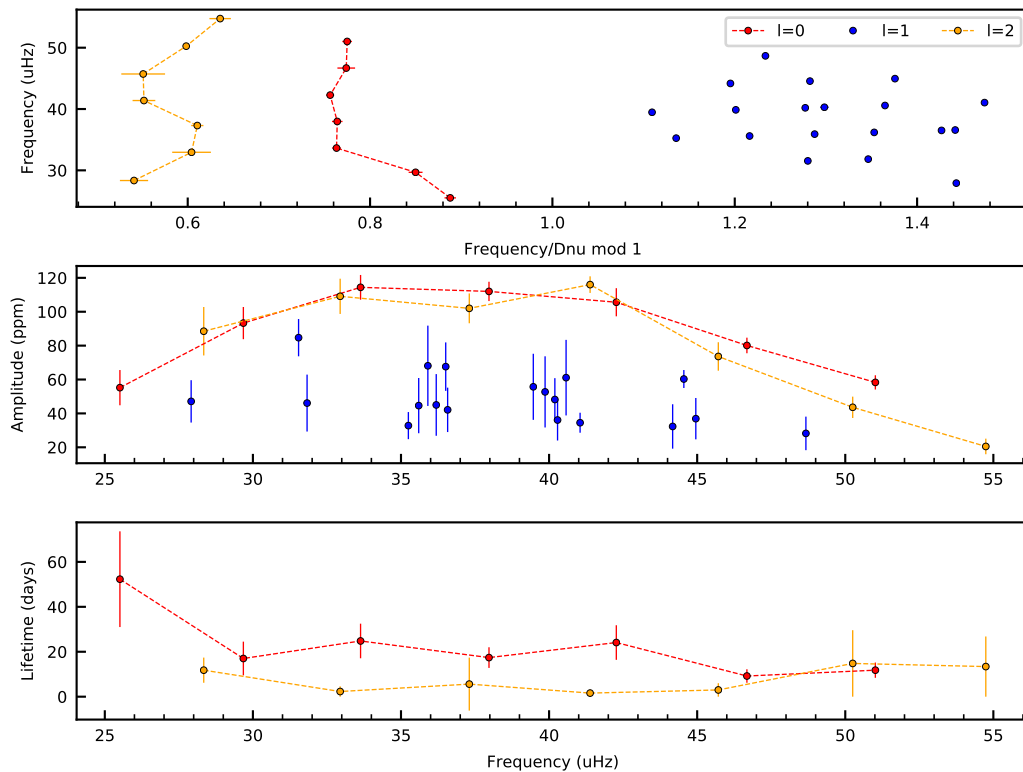 l=0 l=1 l=2
Frequency (uHz)
50
40
30
0.6 0.8 1.0 1.2 1.4
Frequency/Dnu mod 1
Amplitude (ppm)
120
100
80
60
40
20
25 30 35 40 45 50 55
Lifetime (days)
60
40
20
0
25 30 35 40 45 50 55
Frequency (uHz)